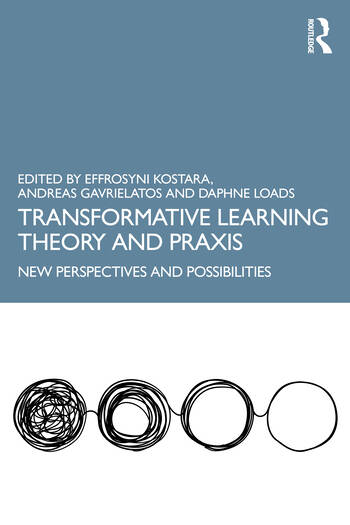 ROUTLEDGE
EDITED BY EFFROSYNI KOSTARA,
ANDREAS GAVRIELATOS AND DAPHNE LOADS
TRANSFORMATIVE LEARNING
THEORY AND PRAXIS
NEW PERSPECTIVES AND POSSIBILITIES